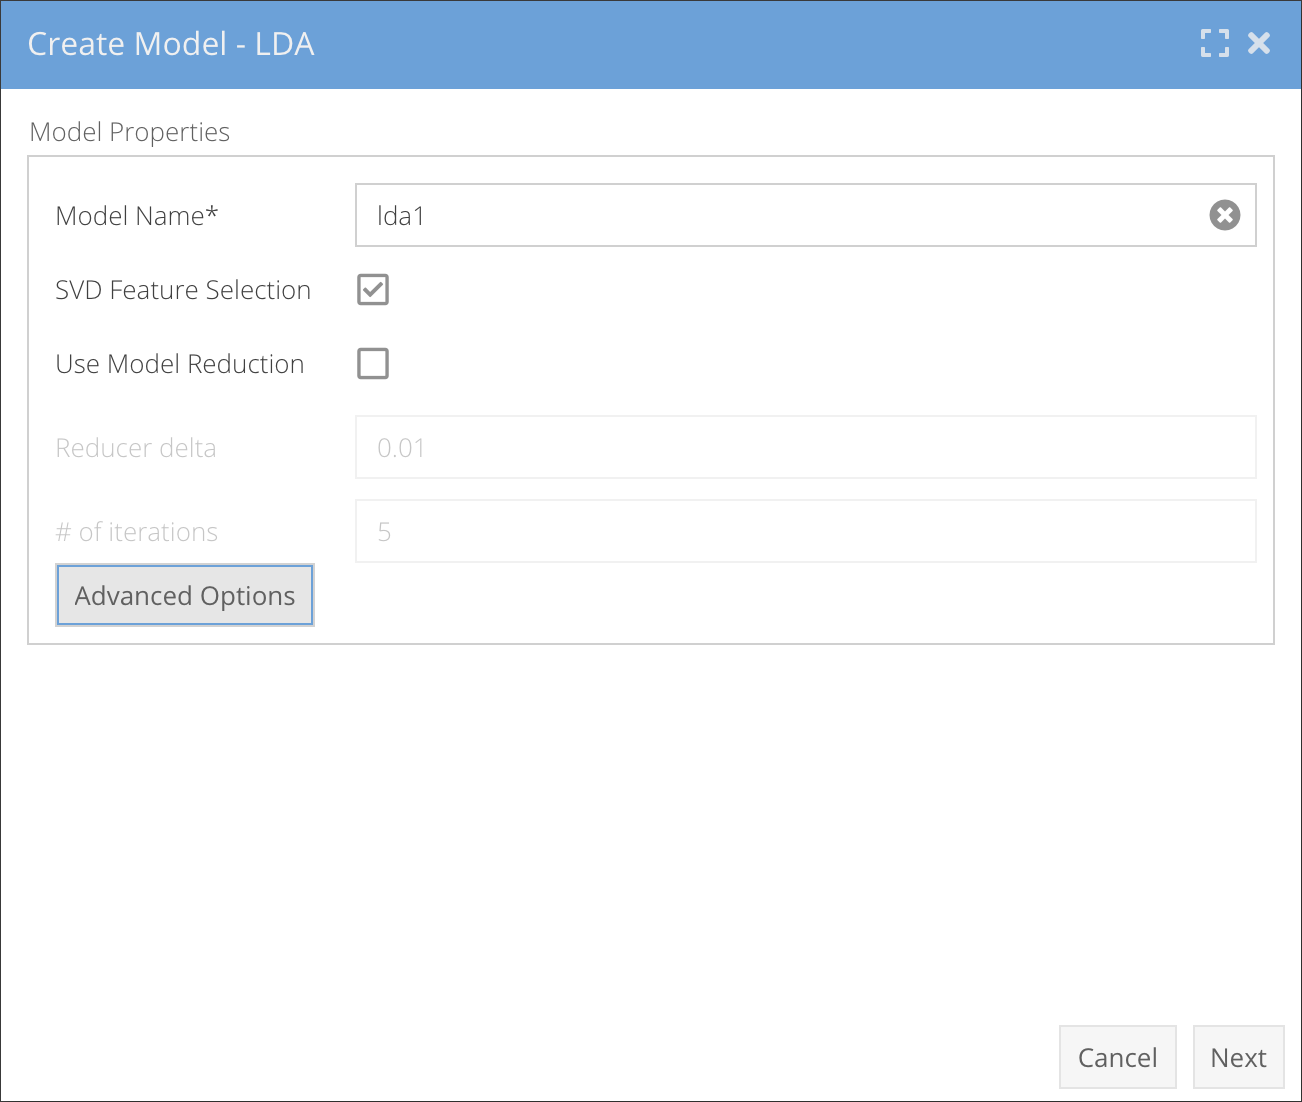 Create Model - LDA
Model Properties
Model Name* lda1
SVD Feature Selection
Use Model Reduction
Reducer delta 0.01
# of iterations 5
Advanced Options
Cancel Next